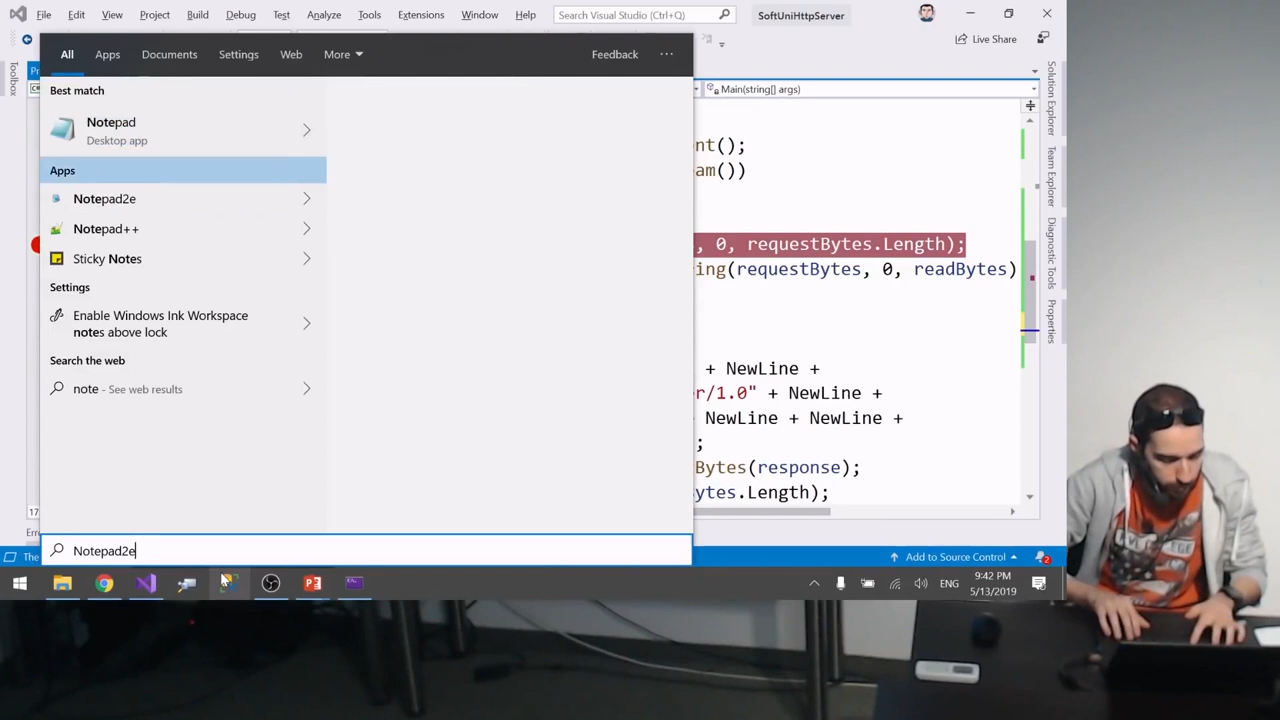 File Edit View Project Build Debug Test Analyze Tools Extensions Window Help Search Visual Studio SoftUniHttpServer
Live Share
All Apps Documents Settings Web More Feedback
Best match
Notepad
Desktop app
Apps
Notepad2e
Notepad++
Sticky Notes
Settings
Enable Windows Ink Workspace
notes above lock
Search the web
note - See web results
Notepad2e
Toolbox
Main(string[] args)
nt();
am())
, 0, requestBytes.Length);
ing(requestBytes, 0, readBytes)
+ NewLine +
r/1.0" + NewLine +
NewLine + NewLine +
;
Bytes(response);
ytes.Length);
Solution Explorer
Team Explorer
Diagnostic Tools
Properties
17
Err
The
Add to Source Control
2
ENG
9:42 PM
5/13/2019